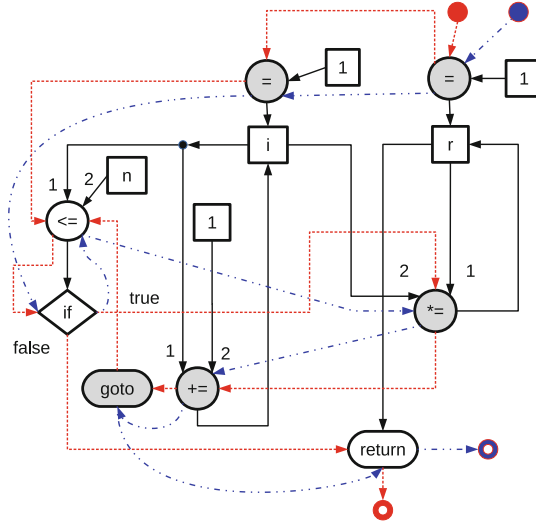 =
1
=
1
i
r
1
2
n
<=
1
2
1
true
if
*=
false
1
2
goto
+=
return